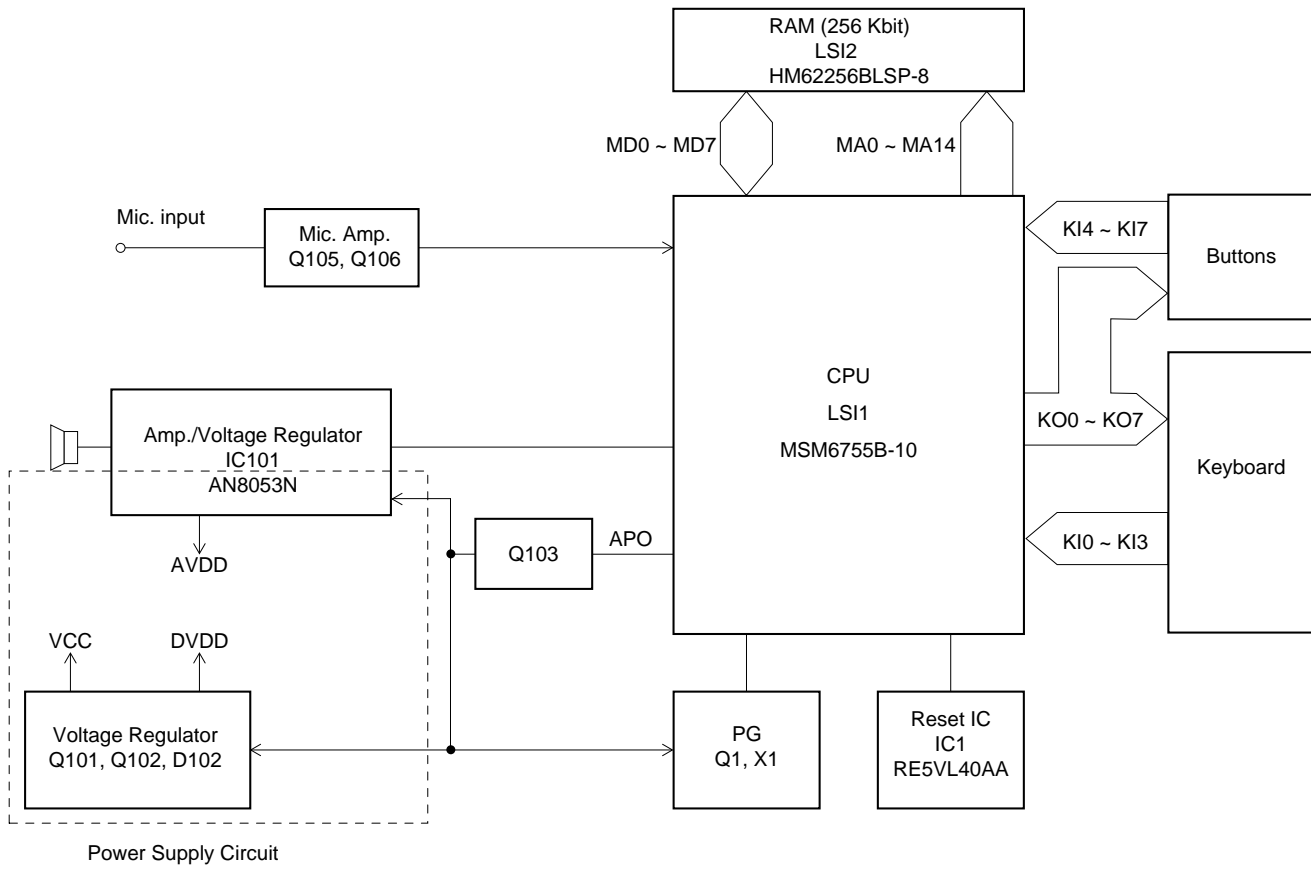 RAM (256 Kbit)
LSI2
HM62256BLSP-8
MD0 ~ MD7
MA0 ~ MA14
Mic. input
Mic. Amp.
Q105, Q106
KI4 ~ KI7
Buttons
CPU
LSI1
MSM6755B-10
KO0 ~ KO7
Amp./Voltage Regulator
IC101
AN8053N
Keyboard
KI0 ~ KI3
APO
Q103
AVDD
VCC
DVDD
Voltage Regulator
Q101, Q102, D102
PG
Q1, X1
Reset IC
IC1
RE5VL40AA
Power Supply Circuit